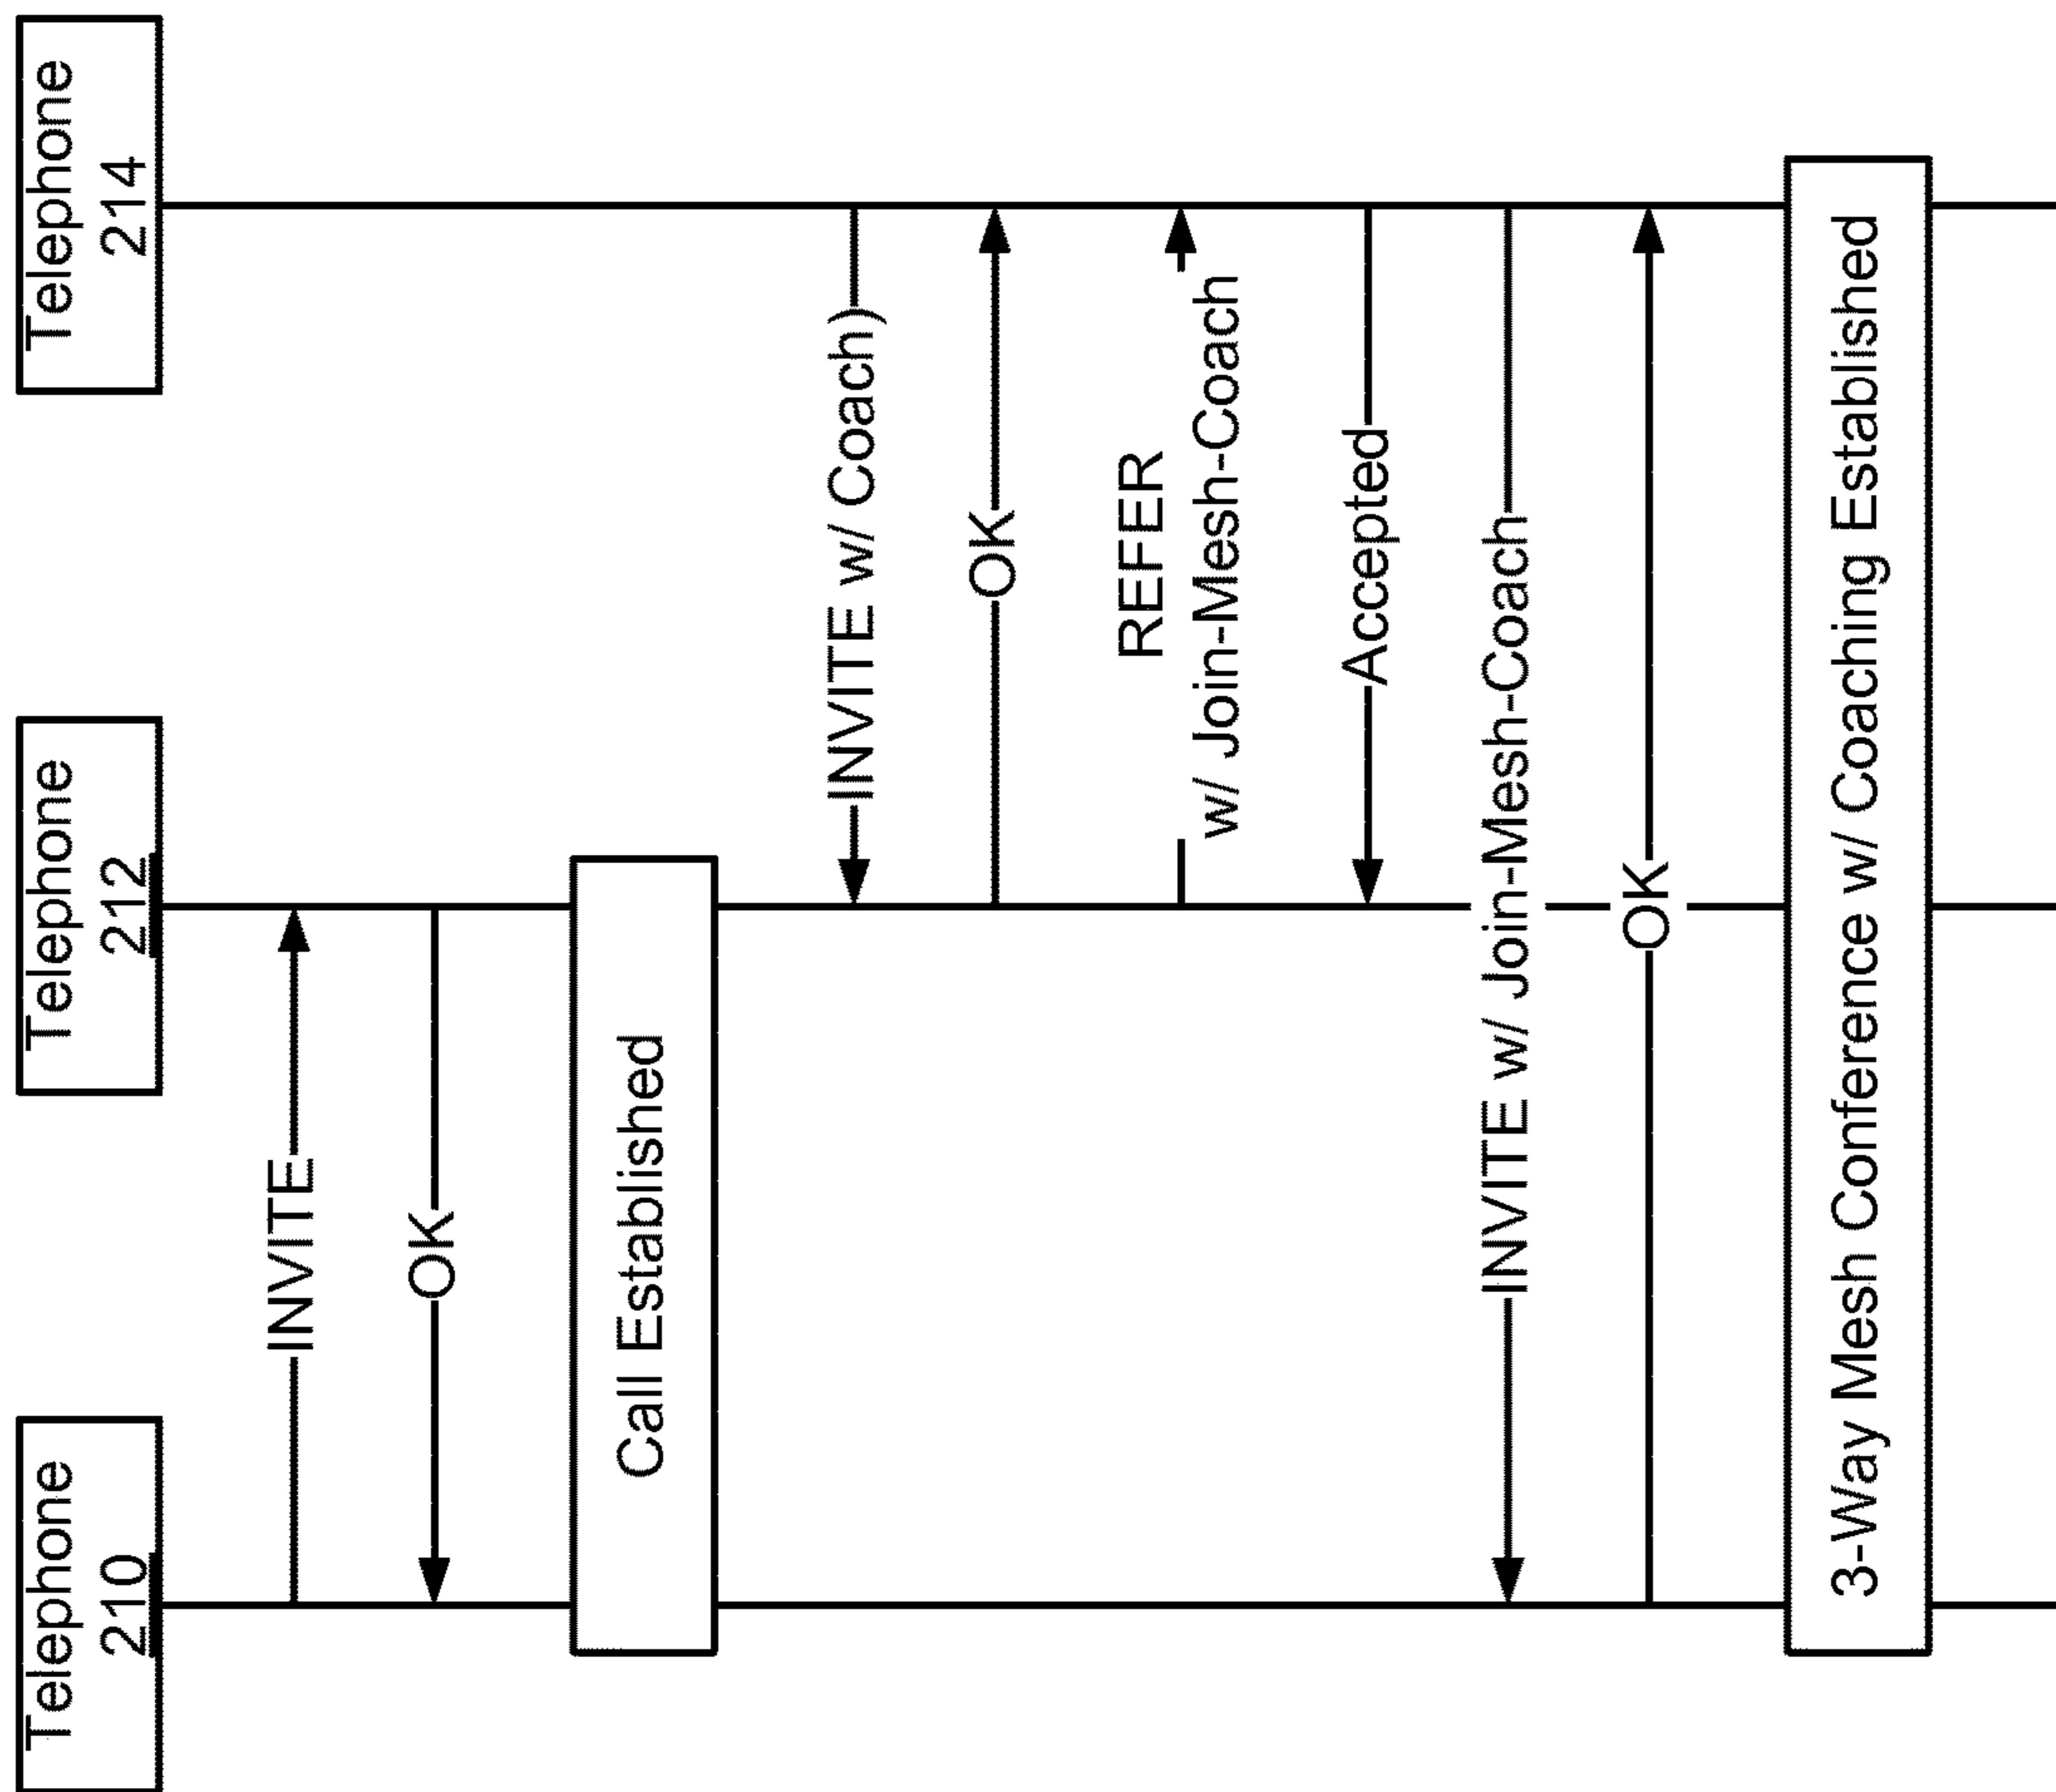 Telephone
210
Telephone
212
Telephone
214
INVITE
OK
Call Established
INVITE w/ Coach)
OK
REFER
w/ Join-Mesh-Coach
Accepted
INVITE w/ Join-Mesh-Coach
OK
3-Way Mesh Conference w/ Coaching Established